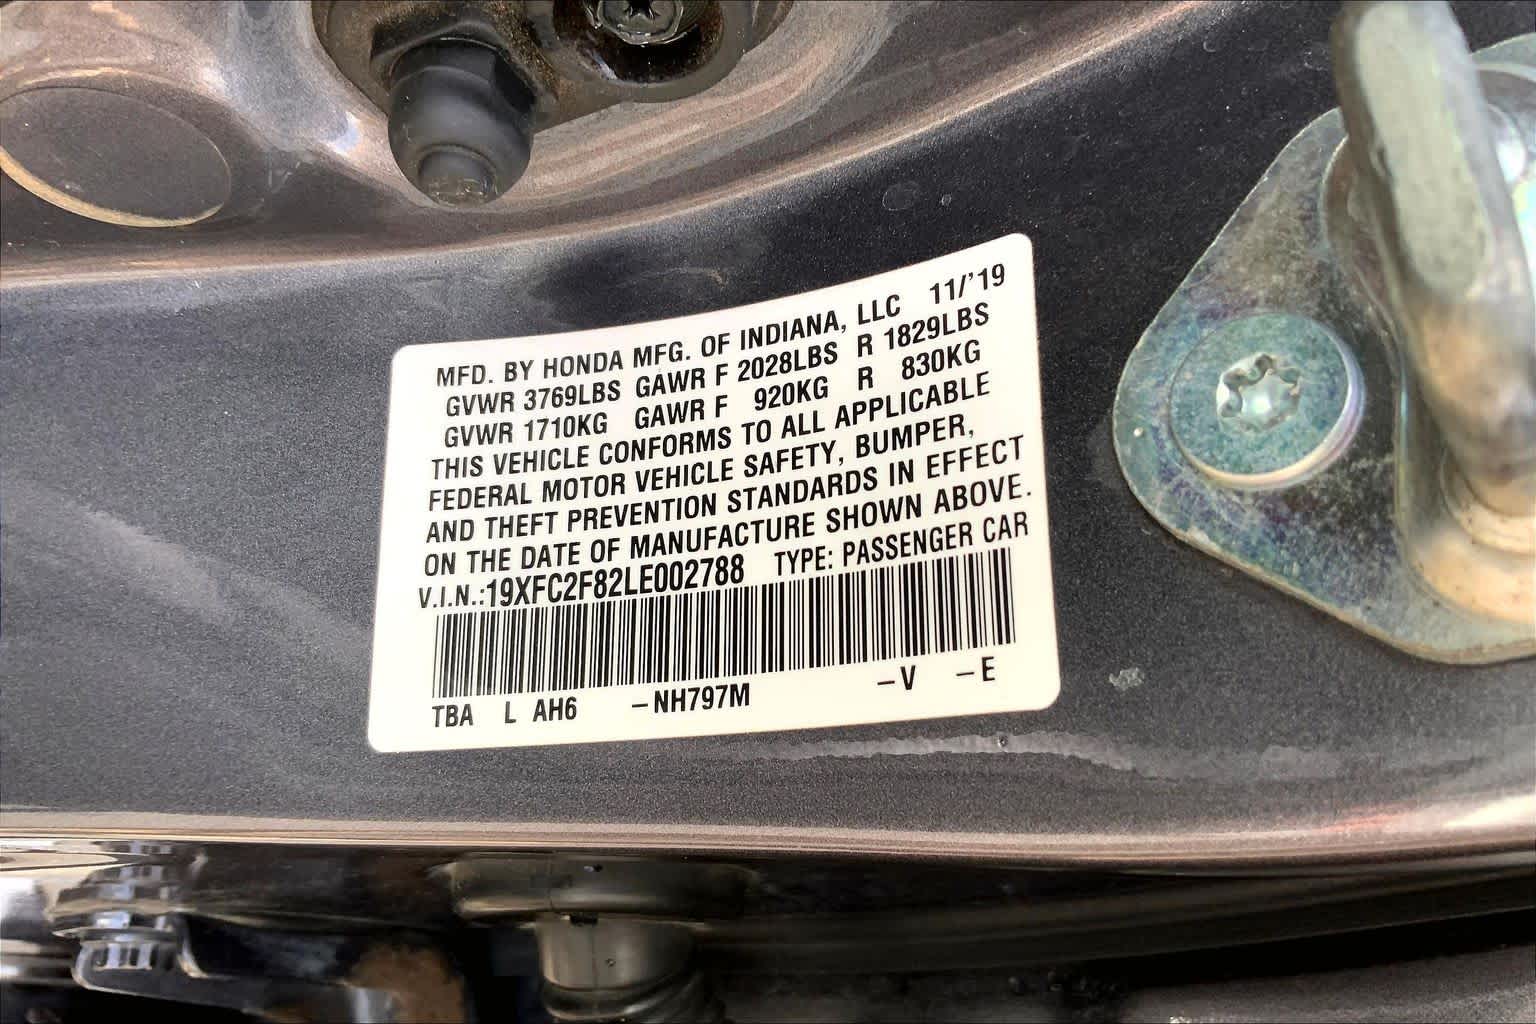 MFD. BY HONDA MFG. OF INDIANA, LLC 11/'19
GVWR 3769LBS GAWR F 2028LBS R 1829LBS
GVWR 1710KG GAWR F 920KG R 830KG
THIS VEHICLE CONFORMS TO ALL APPLICABLE
FEDERAL MOTOR VEHICLE SAFETY, BUMPER,
AND THEFT PREVENTION STANDARDS IN EFFECT
ON THE DATE OF MANUFACTURE SHOWN ABOVE.
V.I.N.:19XFC2F82LE002788 TYPE: PASSENGER CAR
TBA L AH6 –NH797M –V –E